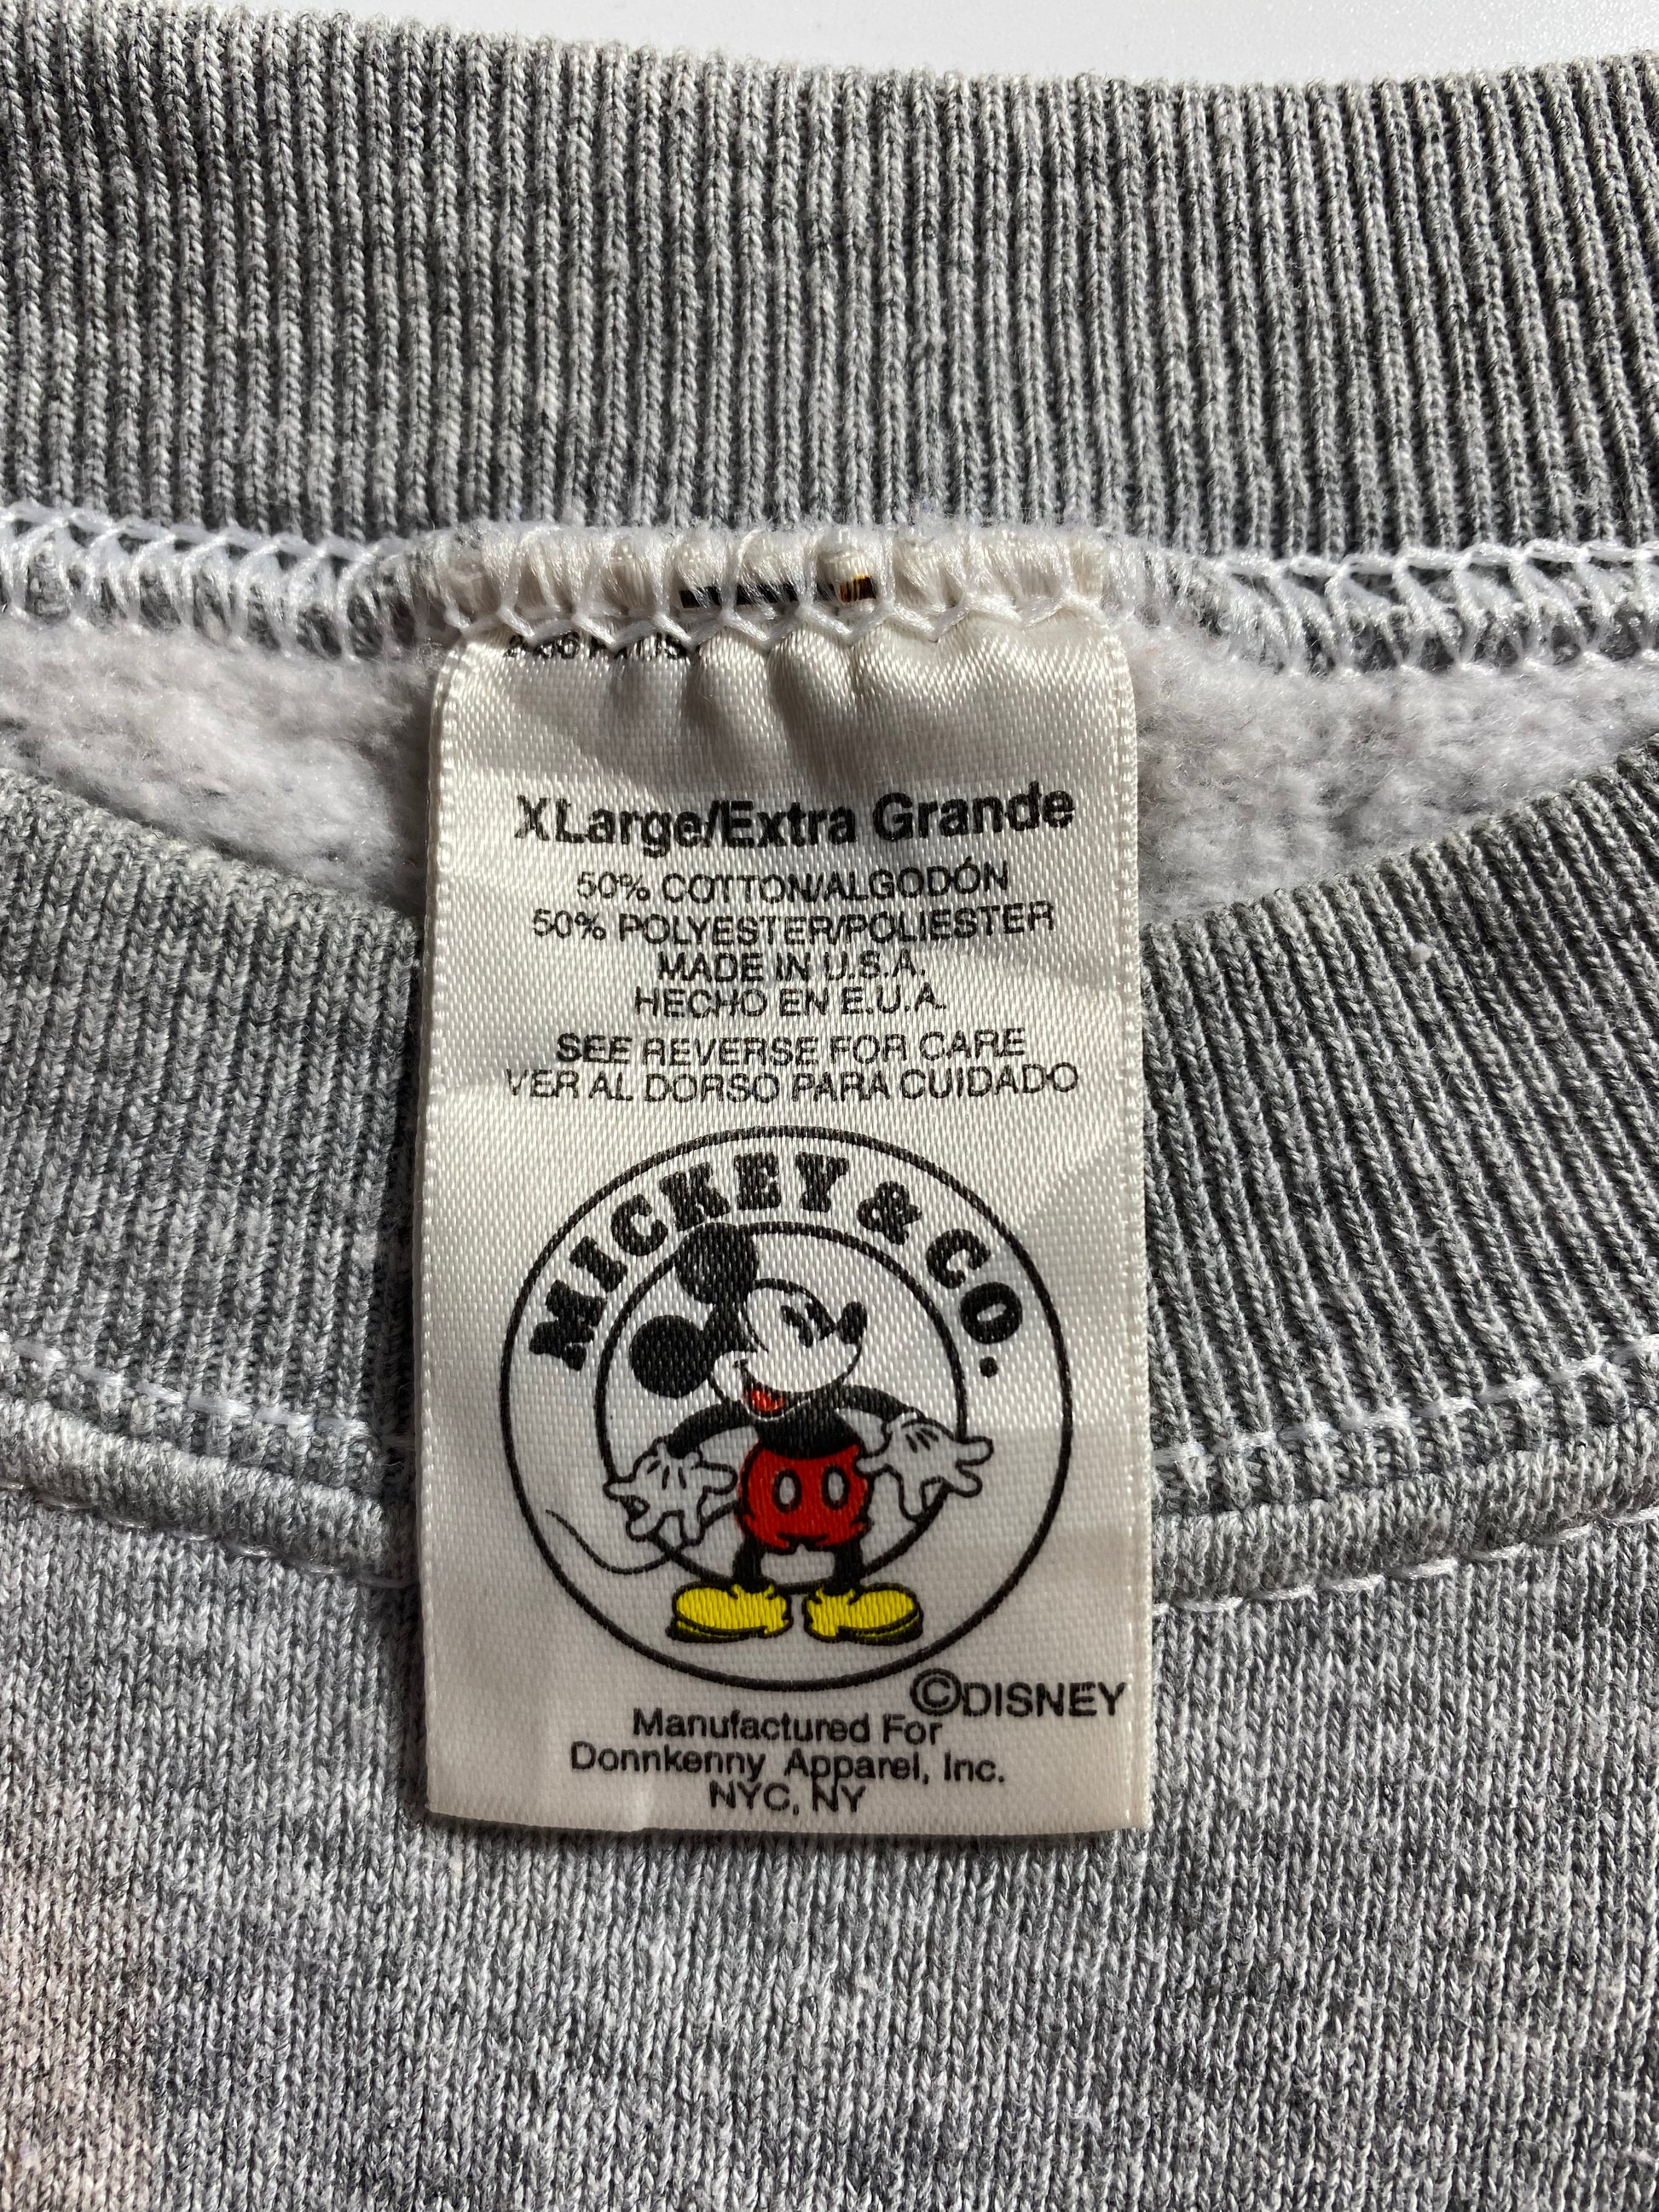 XLarge/Extra Grande
50% COTTON/ALGODÓN
50% POLYESTER/POLIESTER
MADE IN U.S.A.
HECHO EN E.U.A.
SEE REVERSE FOR CARE
VER AL DORSO PARA CUIDADO
MICKEY & CO.
©DISNEY
Manufactured For
Donnkenny Apparel, Inc.
NYC, NY